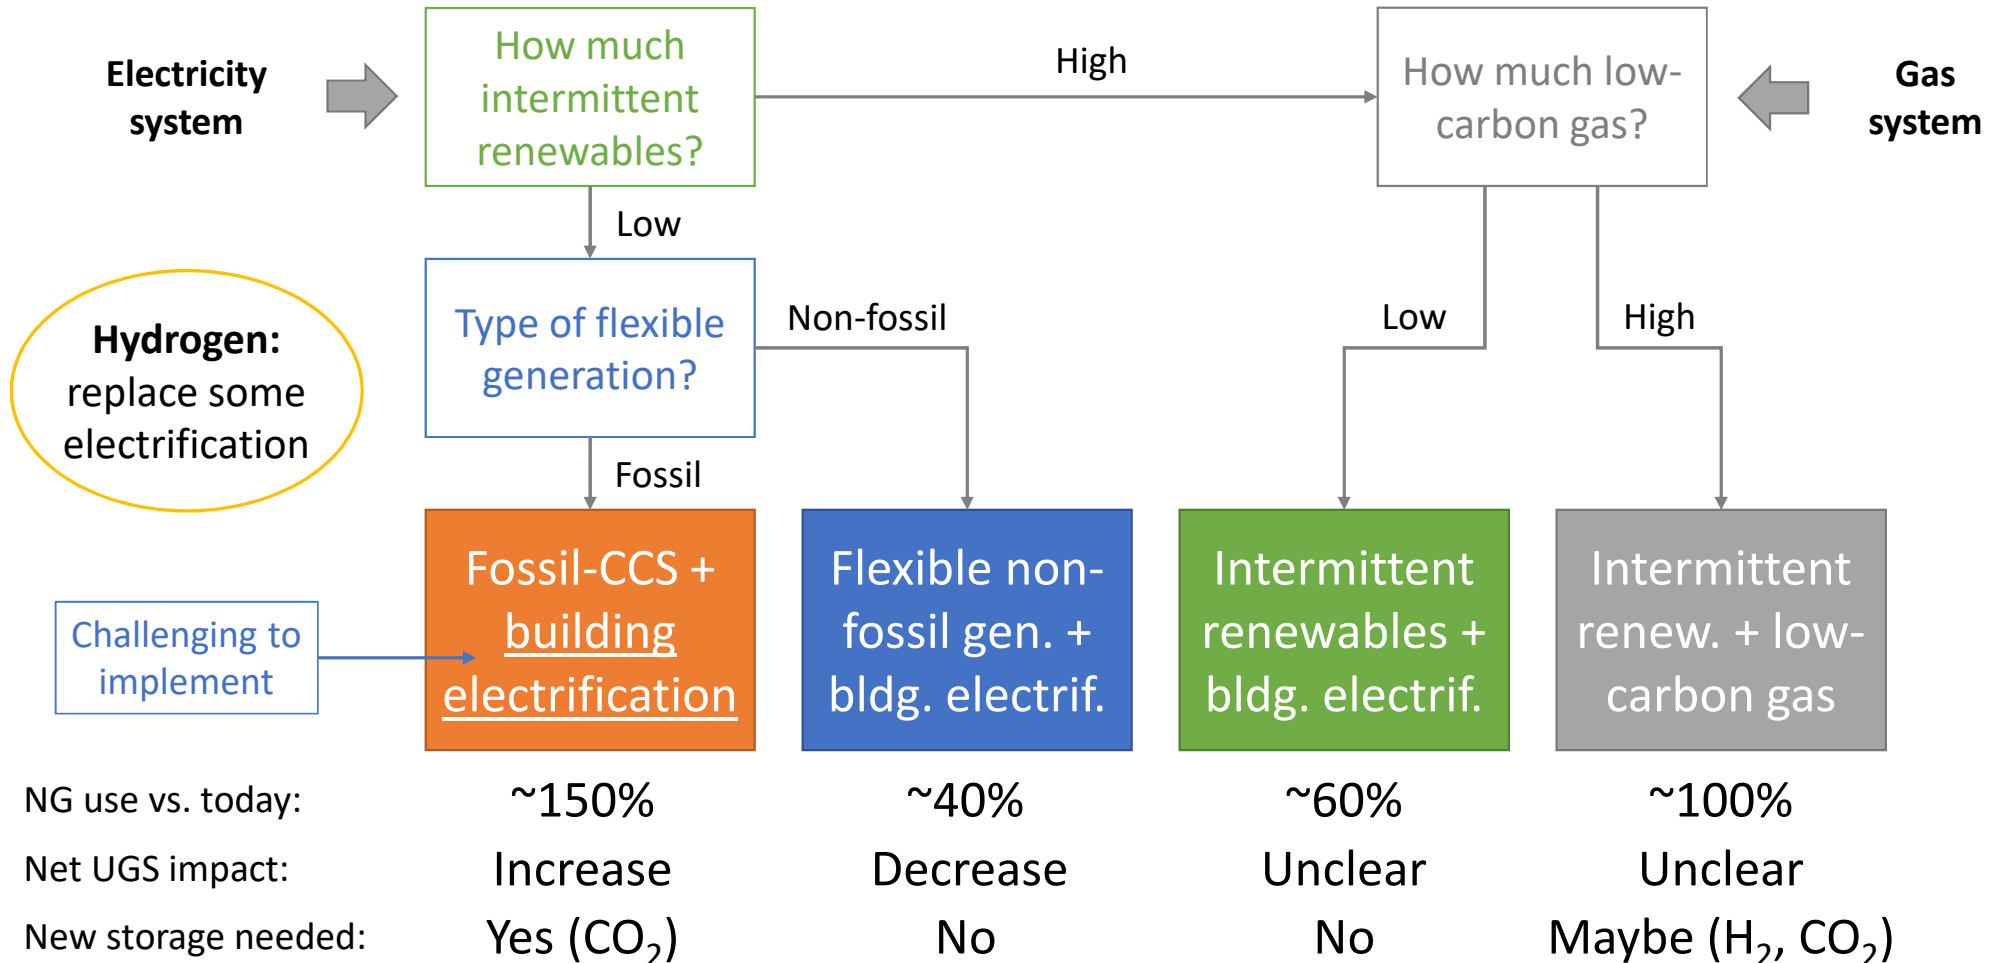 Electricity
system
How much
intermittent
renewables?
High
How much low-
carbon gas?
Gas
system
Low
Hydrogen:
replace some
electrification
Type of flexible
generation?
Non-fossil
Low
High
Fossil
Challenging to
implement
Fossil-CCS +
building
electrification
Flexible non-
fossil gen. +
bldg. electrif.
Intermittent
renewables +
bldg. electrif.
Intermittent
renew. + low-
carbon gas
NG use vs. today:
~150%
~40%
~60%
~100%
Net UGS impact:
Increase
Decrease
Unclear
Unclear
New storage needed:
Yes (CO₂)
No
No
Maybe (H₂, CO₂)